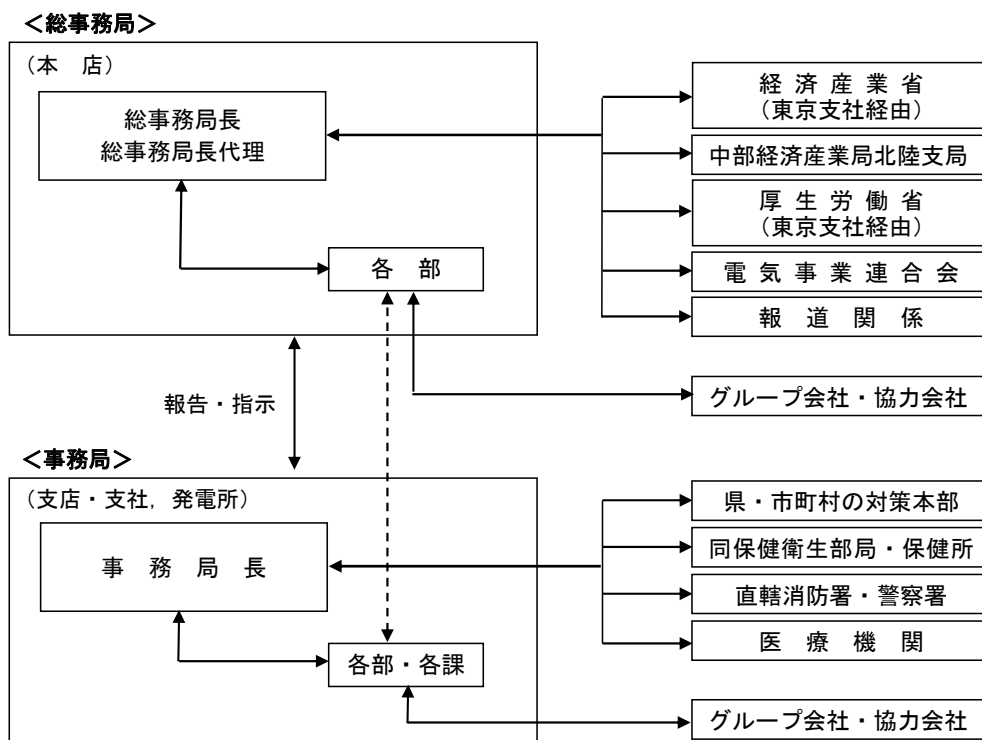 ＜総事務局＞
（本　店）
総事務局長
総事務局長代理
各　部
経 済 産 業 省
（東京支社経由）
中部経済産業局北陸支局
厚 生 労 働 省
（東京支社経由）
電 気 事 業 連 合 会
報　道　関　係
グループ会社・協力会社
報告・指示
＜事務局＞
（支店・支社，発電所）
事　務　局　長
各部・各課
県・市町村の対策本部
同保健衛生部局・保健所
直轄消防署・警察署
医　療　機　関
グループ会社・協力会社